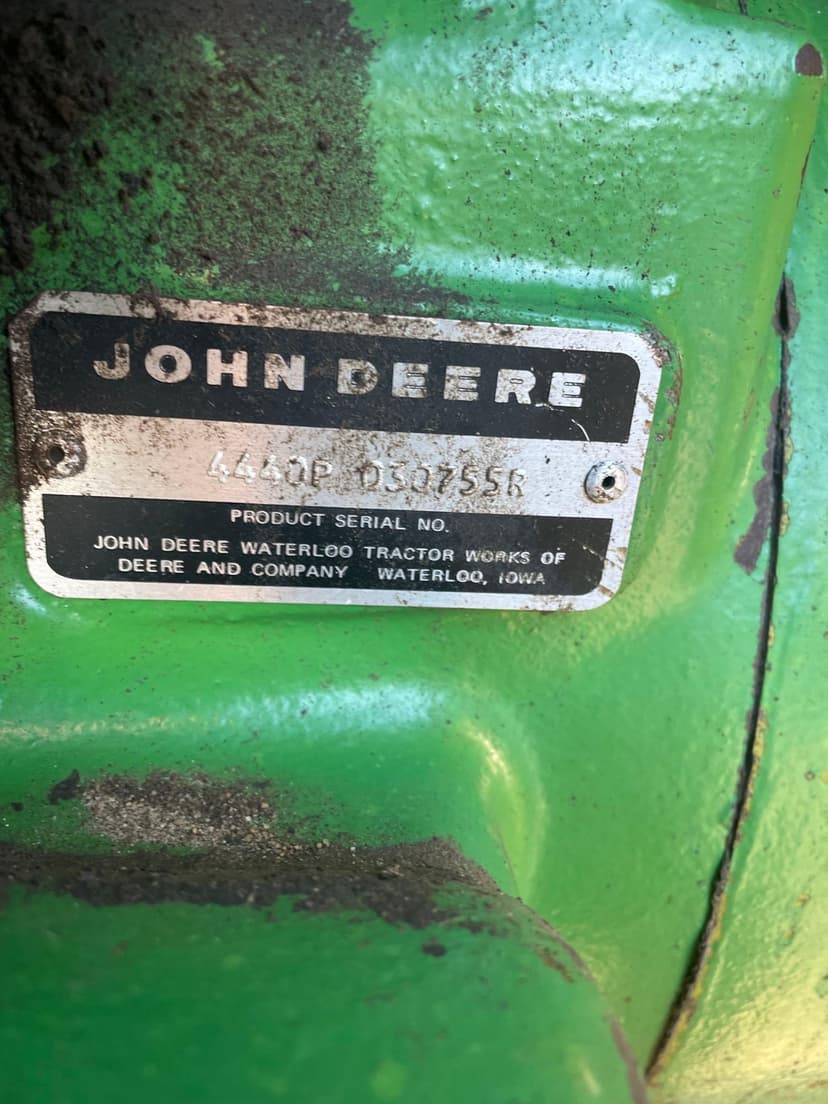 JOHN DEERE
4440P 030755R
PRODUCT SERIAL NO.
JOHN DEERE WATERLOO TRACTOR WORKS OF
DEERE AND COMPANY WATERLOO, IOWA